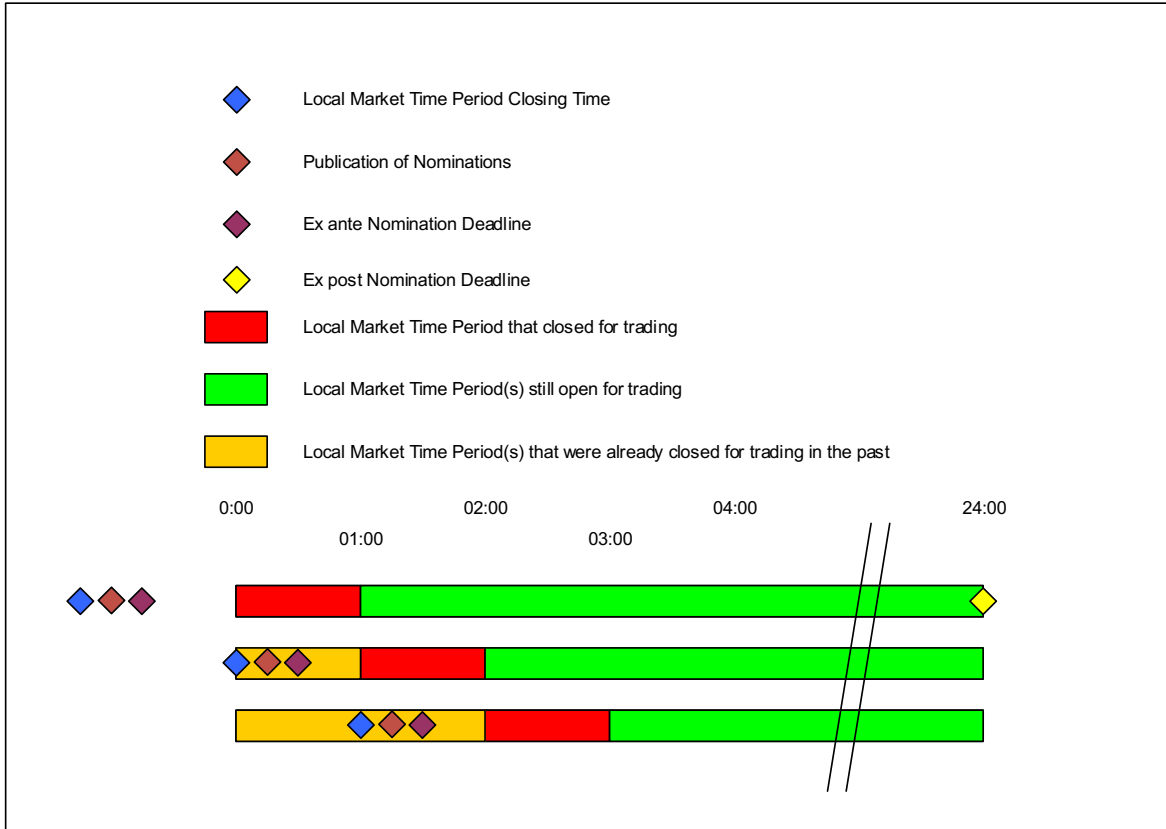 Local Market Time Period Closing Time
Publication of Nominations
Ex ante Nomination Deadline
Ex post Nomination Deadline
Local Market Time Period that closed for trading
Local Market Time Period(s) still open for trading
Local Market Time Period(s) that were already closed for trading in the past
0:00 02:00 04:00 24:00
01:00 03:00